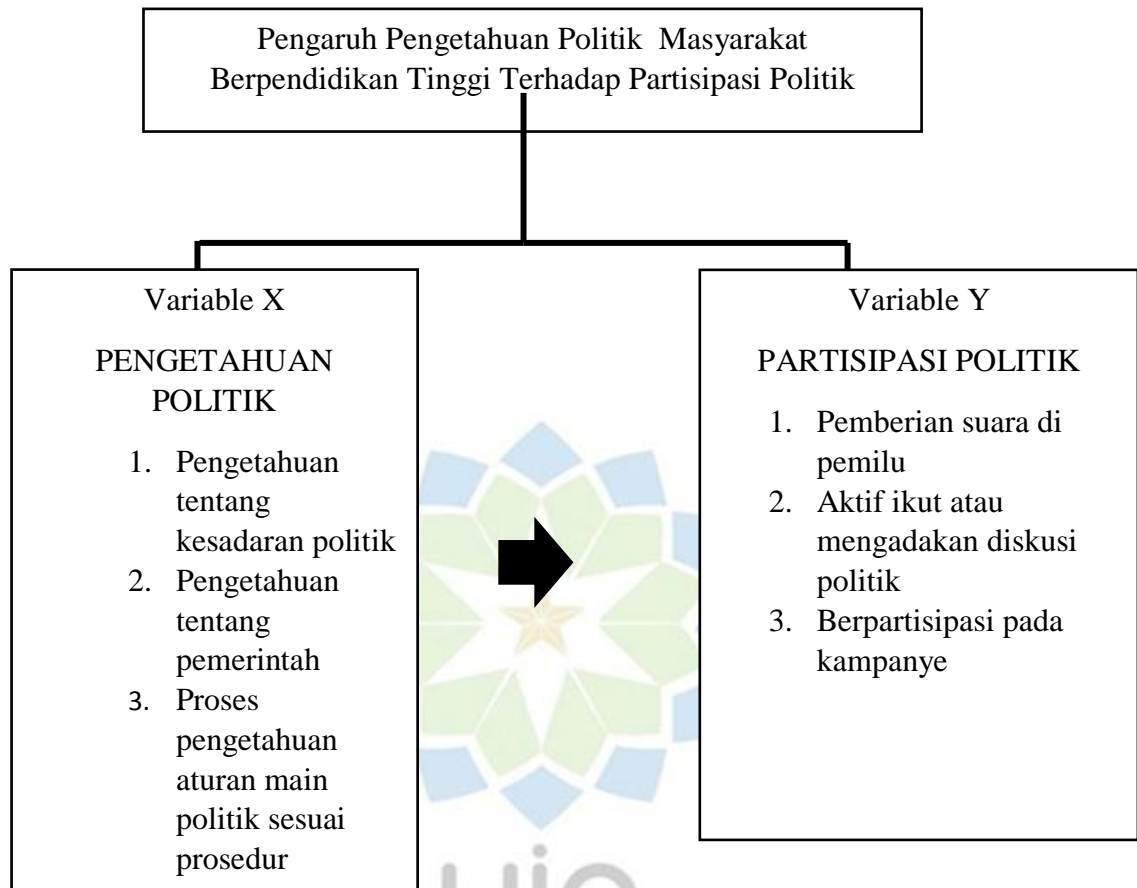 Pengaruh Pengetahuan Politik Masyarakat
Berpendidikan Tinggi Terhadap Partisipasi Politik
Variable X
PENGETAHUAN
POLITIK
1. Pengetahuan
tentang
kesadaran politik
2. Pengetahuan
tentang
pemerintah
3. Proses
pengetahuan
aturan main
politik sesuai
prosedur
Variable Y
PARTISIPASI POLITIK
1. Pemberian suara di
pemilu
2. Aktif ikut atau
mengadakan diskusi
politik
3. Berpartisipasi pada
kampanye